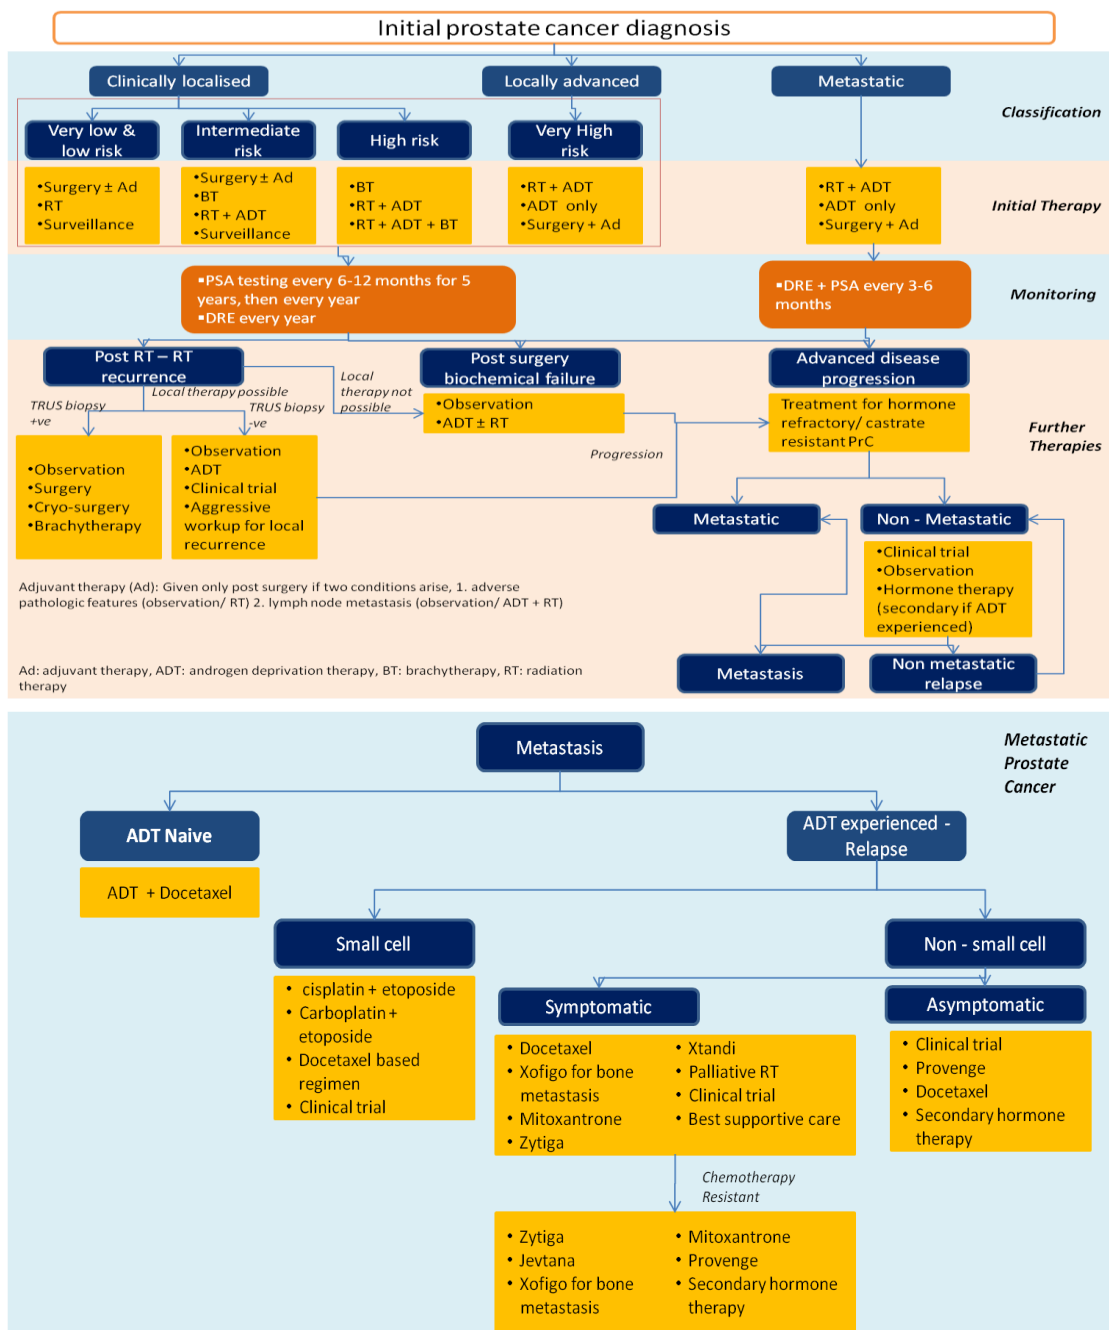 Initial prostate cancer diagnosis
Clinically localised
Locally advanced
Metastatic
Classification
Very low &
low risk
Intermediate
risk
High risk
Very High
risk
•Surgery ± Ad
•RT
•Surveillance
•Surgery ± Ad
•BT
•RT + ADT
•Surveillance
•BT
•RT + ADT
•RT + ADT + BT
•RT + ADT
•ADT only
•Surgery + Ad
•RT + ADT
•ADT only
•Surgery + Ad
Initial Therapy
▪PSA testing every 6-12 months for 5
years, then every year
▪DRE every year
▪DRE + PSA every 3-6
months
Monitoring
Post RT – RT
recurrence
Post surgery
biochemical failure
Advanced disease
progression
Local therapy possible
TRUS biopsy
+ve
TRUS biopsy
-ve
Local
therapy not
possible
•Observation
•ADT ± RT
Treatment for hormone
refractory/ castrate
resistant PrC
Further
Therapies
Progression
•Observation
•Surgery
•Cryo-surgery
•Brachytherapy
•Observation
•ADT
•Clinical trial
•Aggressive
workup for local
recurrence
Metastatic
Non - Metastatic
•Clinical trial
•Observation
•Hormone therapy
(secondary if ADT
experienced)
Adjuvant therapy (Ad): Given only post surgery if two conditions arise, 1. adverse
pathologic features (observation/ RT) 2. lymph node metastasis (observation/ ADT + RT)
Metastasis
Non metastatic
relapse
Ad: adjuvant therapy, ADT: androgen deprivation therapy, BT: brachytherapy, RT: radiation
therapy
Metastasis
Metastatic
Prostate
Cancer
ADT Naive
ADT experienced -
Relapse
ADT + Docetaxel
Small cell
Non - small cell
• cisplatin + etoposide
• Carboplatin +
etoposide
• Docetaxel based
regimen
• Clinical trial
Symptomatic
Asymptomatic
• Docetaxel
• Xofigo for bone
metastasis
• Mitoxantrone
• Zytiga
• Xtandi
• Palliative RT
• Clinical trial
• Best supportive care
• Clinical trial
• Provenge
• Docetaxel
• Secondary hormone
therapy
Chemotherapy
Resistant
• Zytiga
• Jevtana
• Xofigo for bone
metastasis
• Mitoxantrone
• Provenge
• Secondary hormone
therapy